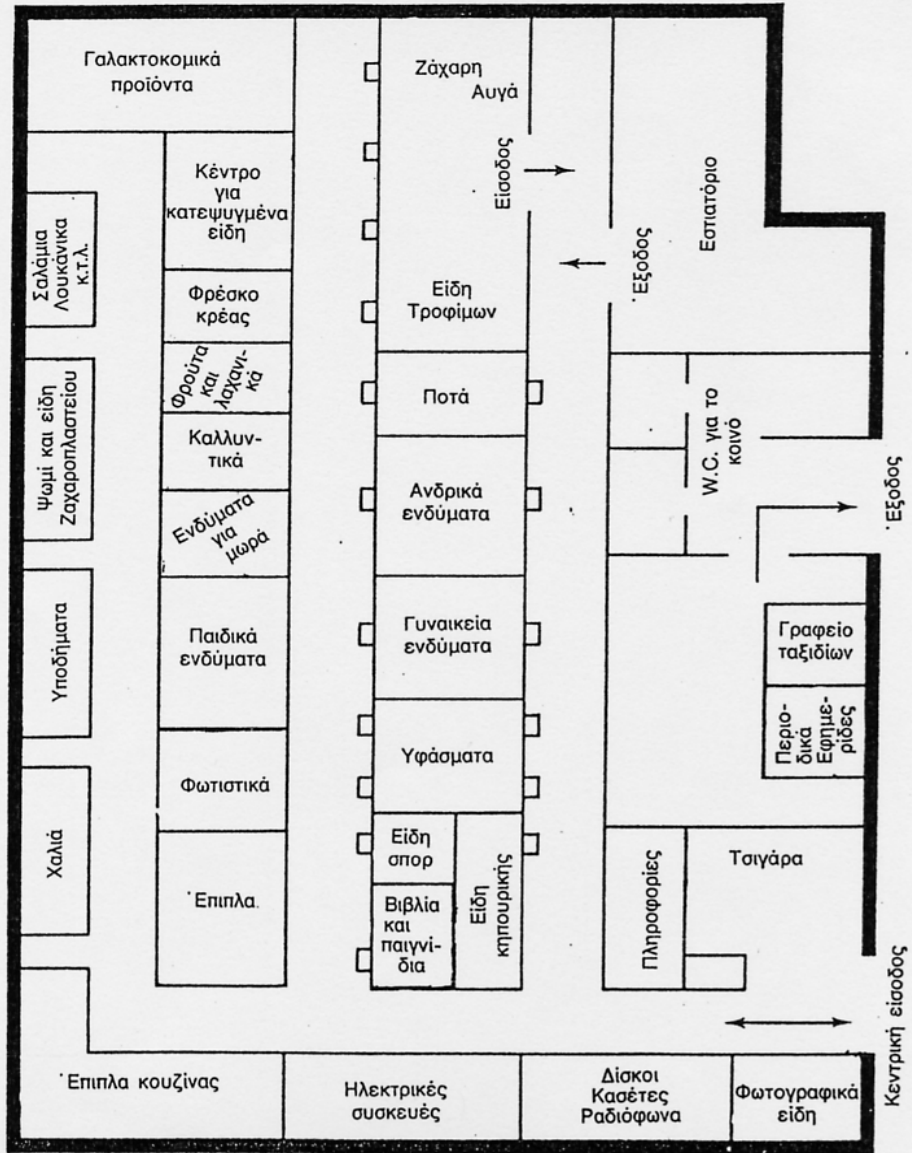 Γαλακτοκομικά
προϊόντα
Ζάχαρη
Αυγά
Κέντρο
για
κατεψυγμένα
είδη
Είσοδος
Εστιατόριο
Σαλάμια
Λουκάνικα
κ.τ.λ.
Φρέσκο
κρέας
Είδη
Τροφίμων
Έξοδος
Φρούτα
και
λαχανι-
κά
Ποτά
Ψωμί και είδη
Ζαχαροπλαστείου
Καλλυν-
τικά
Ανδρικά
ενδύματα
W.C. για το
κοινό
Έξοδος
Ενδύματα
για
μωρά
Υποδήματα
Παιδικά
ενδύματα
Γυναικεία
ενδύματα
Γραφείο
ταξιδίων
Περιο-
δικά
Εφημε-
ρίδες
Χαλιά
Φωτιστικά
Υφάσματα
Έπιπλα
Είδη
σπορ
Βιβλία
και
παιγνί-
δια
Είδη
κηπουρικής
Πληροφορίες
Τσιγάρα
Κεντρική είσοδος
Έπιπλα κουζίνας
Ηλεκτρικές
συσκευές
Δίσκοι
Κασέτες
Ραδιόφωνα
Φωτογραφικά
είδη